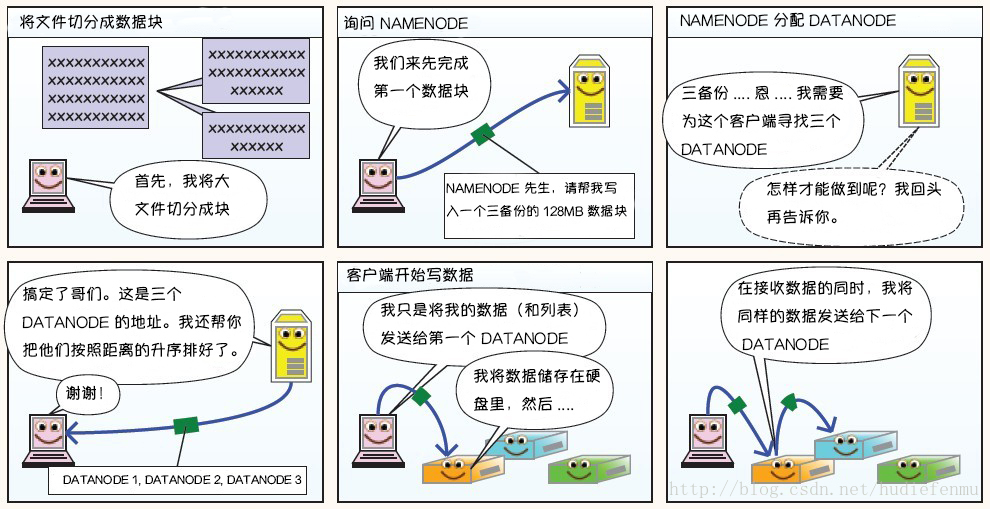 将文件切分成数据块
XXXXXXXXXXX
XXXXXXXXXXX
XXXXXXXXXXX
XXXXXXXXXXX
XXXXXXXXXXX
XXXXXXXXXXX
XXXXXX
XXXXXXXXXXX
XXXXXX
首先，我将大
文件切分成块
询问 NAMENODE
我们来先完成
第一个数据块
NAMENODE 先生，请帮我写
入一个三备份的 128MB 数据块
NAMENODE 分配 DATANODE
三备份 .... 恩 .... 我需要
为这个客户端寻找三个
DATANODE
怎样才能做到呢？我回头
再告诉你。
搞定了哥们。这是三个
DATANODE 的地址。我还帮你
把他们按照距离的升序排好了。
谢谢！
DATANODE 1, DATANODE 2, DATANODE 3
客户端开始写数据
我只是将我的数据（和列表）
发送给第一个 DATANODE
我将数据储存在硬
盘里，然后 ....
在接收数据的同时，我将
同样的数据发送给下一个
DATANODE
http://blog.csdn.net/hudiefenmu